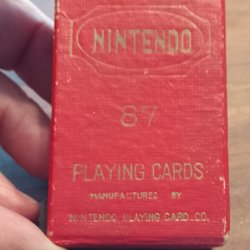 NINTENDO
87
PLAYING CARDS
MANUFACTURED BY
NINTENDO PLAYING CARD CO.